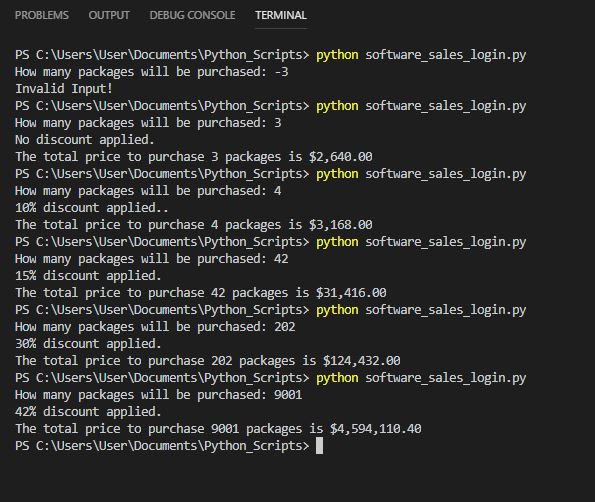 PROBLEMS OUTPUT DEBUG CONSOLE TERMINAL
PS C:\Users\User\Documents\Python_Scripts> python software_sales_login.py
How many packages will be purchased: -3
Invalid Input!
PS C:\Users\User\Documents\Python_Scripts> python software_sales_login.py
How many packages will be purchased: 3
No discount applied.
The total price to purchase 3 packages is $2,640.00
PS C:\Users\User\Documents\Python_Scripts> python software_sales_login.py
How many packages will be purchased: 4
10% discount applied..
The total price to purchase 4 packages is $3,168.00
PS C:\Users\User\Documents\Python_Scripts> python software_sales_login.py
How many packages will be purchased: 42
15% discount applied.
The total price to purchase 42 packages is $31,416.00
PS C:\Users\User\Documents\Python_Scripts> python software_sales_login.py
How many packages will be purchased: 202
30% discount applied.
The total price to purchase 202 packages is $124,432.00
PS C:\Users\User\Documents\Python_Scripts> python software_sales_login.py
How many packages will be purchased: 9001
42% discount applied.
The total price to purchase 9001 packages is $4,594,110.40
PS C:\Users\User\Documents\Python_Scripts>